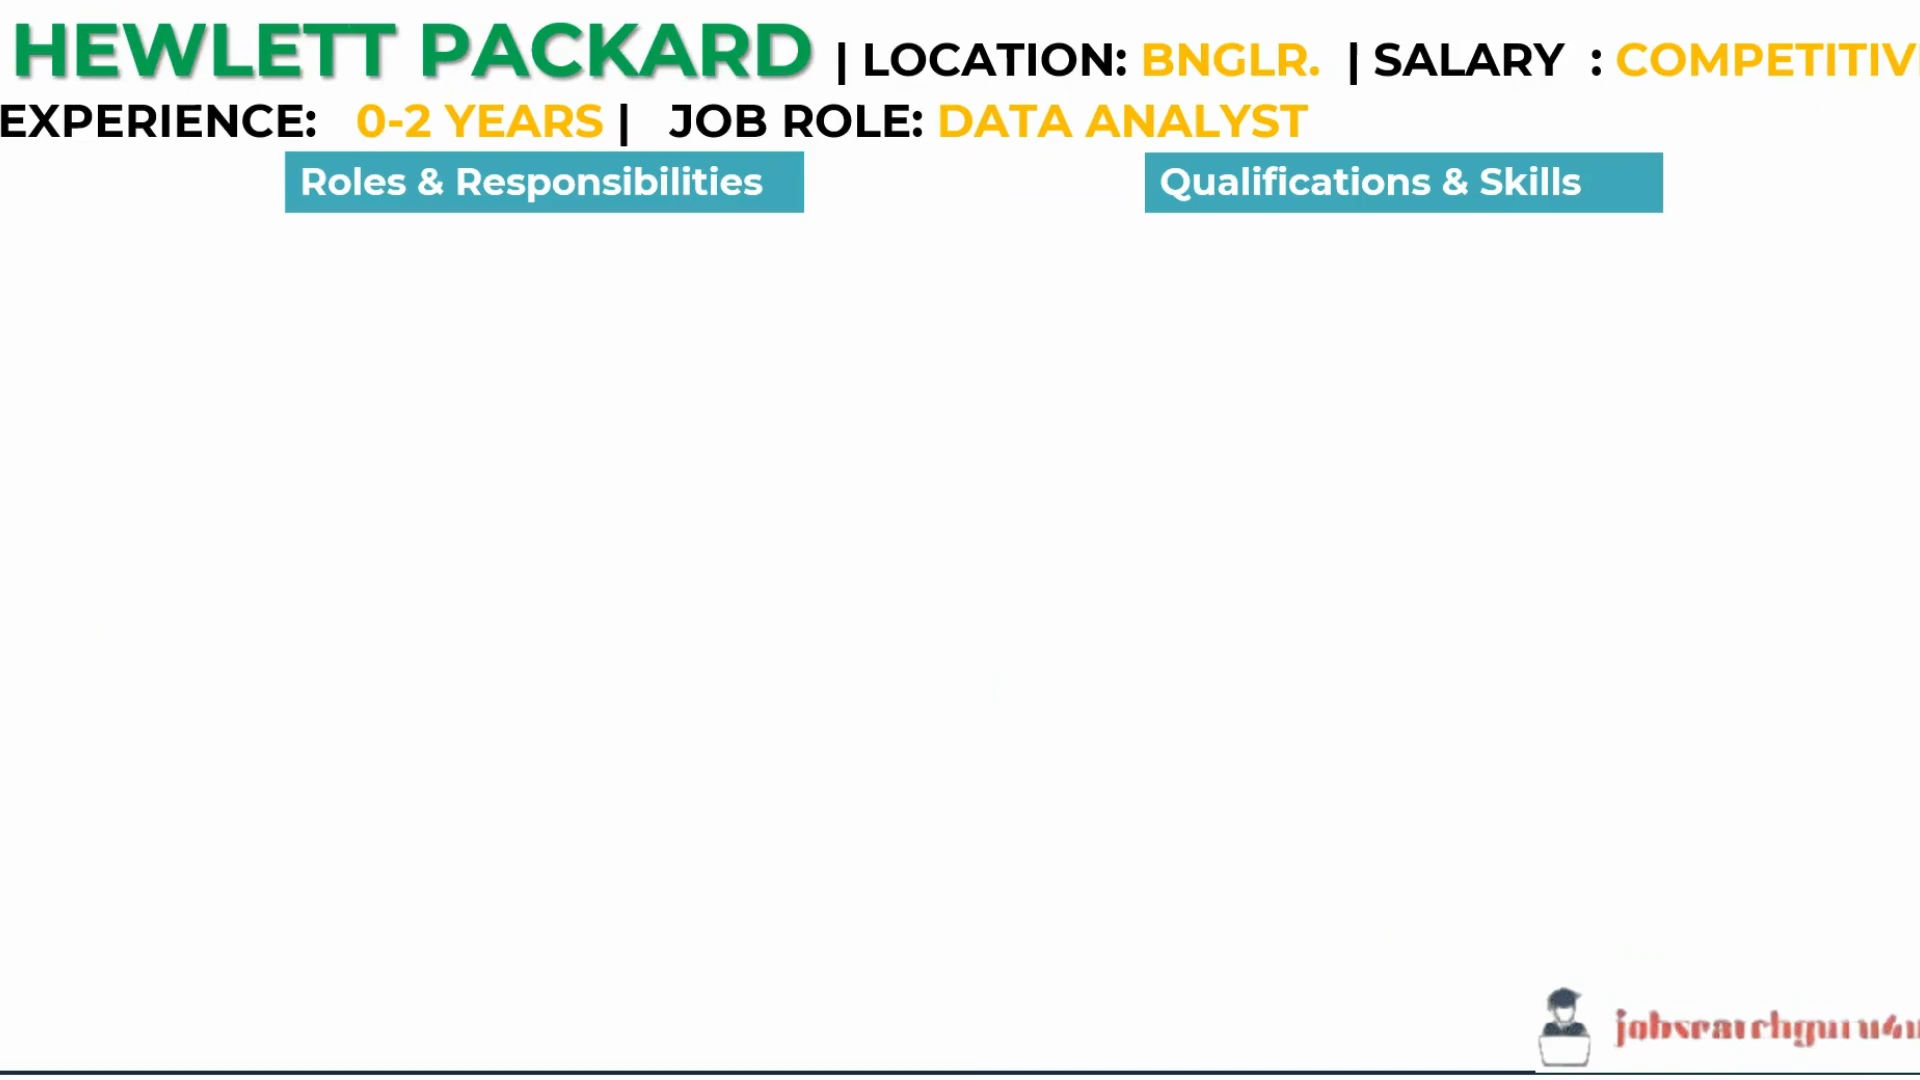 HEWLETT PACKARD | LOCATION: BNGLR. | SALARY : COMPETITIV
EXPERIENCE: 0-2 YEARS | JOB ROLE: DATA ANALYST
Roles & Responsibilities
Qualifications & Skills